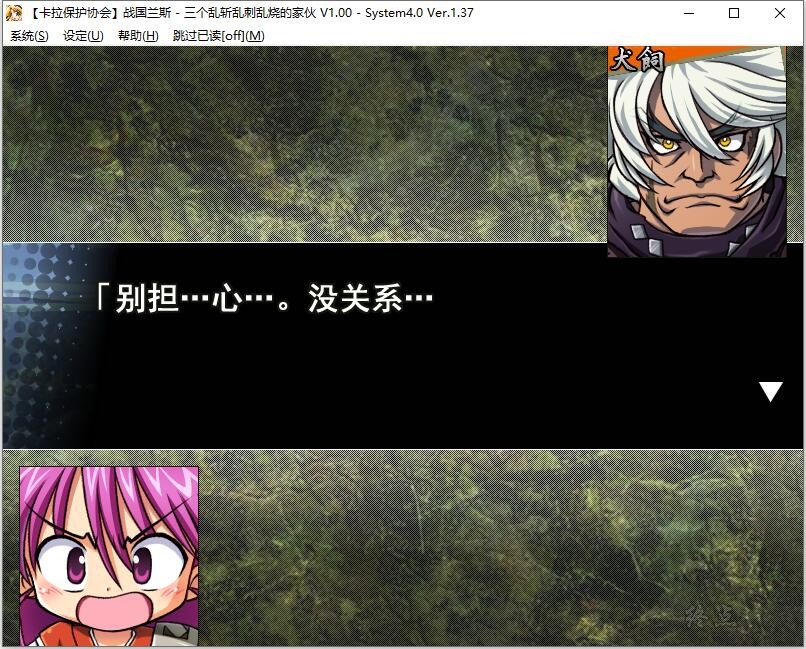 【卡拉保护协会】战国兰斯 - 三个乱斩乱刺乱烧的家伙 V1.00 - System4.0 Ver.1.37
系统(S) 设定(U) 帮助(H) 跳过已读[off](M)
犬飼
「别担…心…。没关系…